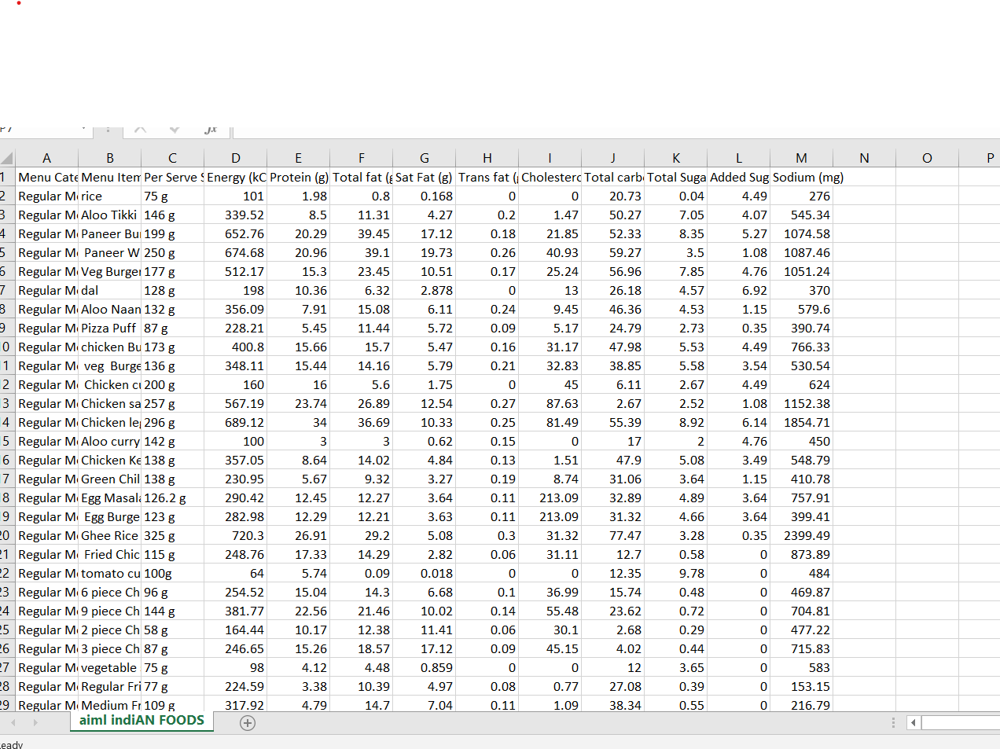 P7 fx
A B C D E F G H I J K L M N O P
1 Menu Cate Menu Item Per Serve S Energy (kC Protein (g) Total fat (g Sat Fat (g) Trans fat ( Cholestero Total carb Total Suga Added Sug Sodium (mg)
2 Regular Me rice 75 g 101 1.98 0.8 0.168 0 0 20.73 0.04 4.49 276
3 Regular Me Aloo Tikki 146 g 339.52 8.5 11.31 4.27 0.2 1.47 50.27 7.05 4.07 545.34
4 Regular Me Paneer Bu 199 g 652.76 20.29 39.45 17.12 0.18 21.85 52.33 8.35 5.27 1074.58
5 Regular Me Paneer W 250 g 674.68 20.96 39.1 19.73 0.26 40.93 59.27 3.5 1.08 1087.46
6 Regular Me Veg Burger 177 g 512.17 15.3 23.45 10.51 0.17 25.24 56.96 7.85 4.76 1051.24
7 Regular Me dal 128 g 198 10.36 6.32 2.878 0 13 26.18 4.57 6.92 370
8 Regular Me Aloo Naan 132 g 356.09 7.91 15.08 6.11 0.24 9.45 46.36 4.53 1.15 579.6
9 Regular Me Pizza Puff 87 g 228.21 5.45 11.44 5.72 0.09 5.17 24.79 2.73 0.35 390.74
0 Regular Me chicken Bu 173 g 400.8 15.66 15.7 5.47 0.16 31.17 47.98 5.53 4.49 766.33
1 Regular Me veg Burge 136 g 348.11 15.44 14.16 5.79 0.21 32.83 38.85 5.58 3.54 530.54
2 Regular Me Chicken cu 200 g 160 16 5.6 1.75 0 45 6.11 2.67 4.49 624
3 Regular Me Chicken sa 257 g 567.19 23.74 26.89 12.54 0.27 87.63 2.67 2.52 1.08 1152.38
4 Regular Me Chicken leg 296 g 689.12 34 36.69 10.33 0.25 81.49 55.39 8.92 6.14 1854.71
5 Regular Me Aloo curry 142 g 100 3 3 0.62 0.15 0 17 2 4.76 450
6 Regular Me Chicken Ke 138 g 357.05 8.64 14.02 4.84 0.13 1.51 47.9 5.08 3.49 548.79
7 Regular Me Green Chil 138 g 230.95 5.67 9.32 3.27 0.19 8.74 31.06 3.64 1.15 410.78
8 Regular Me Egg Masala 126.2 g 290.42 12.45 12.27 3.64 0.11 213.09 32.89 4.89 3.64 757.91
9 Regular Me Egg Burge 123 g 282.98 12.29 12.21 3.63 0.11 213.09 31.32 4.66 3.64 399.41
20 Regular Me Ghee Rice 325 g 720.3 26.91 29.2 5.08 0.3 31.32 77.47 3.28 0.35 2399.49
21 Regular Me Fried Chic 115 g 248.76 17.33 14.29 2.82 0.06 31.11 12.7 0.58 0 873.89
22 Regular Me tomato cu 100g 64 5.74 0.09 0.018 0 0 12.35 9.78 0 484
23 Regular Me 6 piece Ch 96 g 254.52 15.04 14.3 6.68 0.1 36.99 15.74 0.48 0 469.87
24 Regular Me 9 piece Ch 144 g 381.77 22.56 21.46 10.02 0.14 55.48 23.62 0.72 0 704.81
25 Regular Me 2 piece Ch 58 g 164.44 10.17 12.38 11.41 0.06 30.1 2.68 0.29 0 477.22
26 Regular Me 3 piece Ch 87 g 246.65 15.26 18.57 17.12 0.09 45.15 4.02 0.44 0 715.83
27 Regular Me vegetable 75 g 98 4.12 4.48 0.859 0 0 12 3.65 0 583
28 Regular Me Regular Fri 77 g 224.59 3.38 10.39 4.97 0.08 0.77 27.08 0.39 0 153.15
29 Regular Me Medium Fr 109 g 317.92 4.79 14.7 7.04 0.11 1.09 38.34 0.55 0 216.79
aiml indiAN FOODS
eady